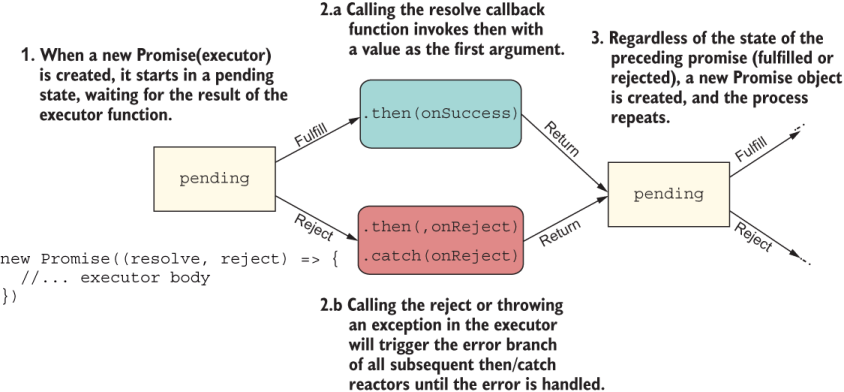 1. When a new Promise(executor)
is created, it starts in a pending
state, waiting for the result of the
executor function.
2.a Calling the resolve callback
function invokes then with
a value as the first argument.
3. Regardless of the state of the
preceding promise (fulfilled or
rejected), a new Promise object
is created, and the process
repeats.
pending
Fulfill
.then(onSuccess)
Return
Reject
.then(,onReject)
.catch(onReject)
Return
pending
Fulfill
Reject
new Promise((resolve, reject) => {
//... executor body
})
2.b Calling the reject or throwing
an exception in the executor
will trigger the error branch
of all subsequent then/catch
reactors until the error is handled.